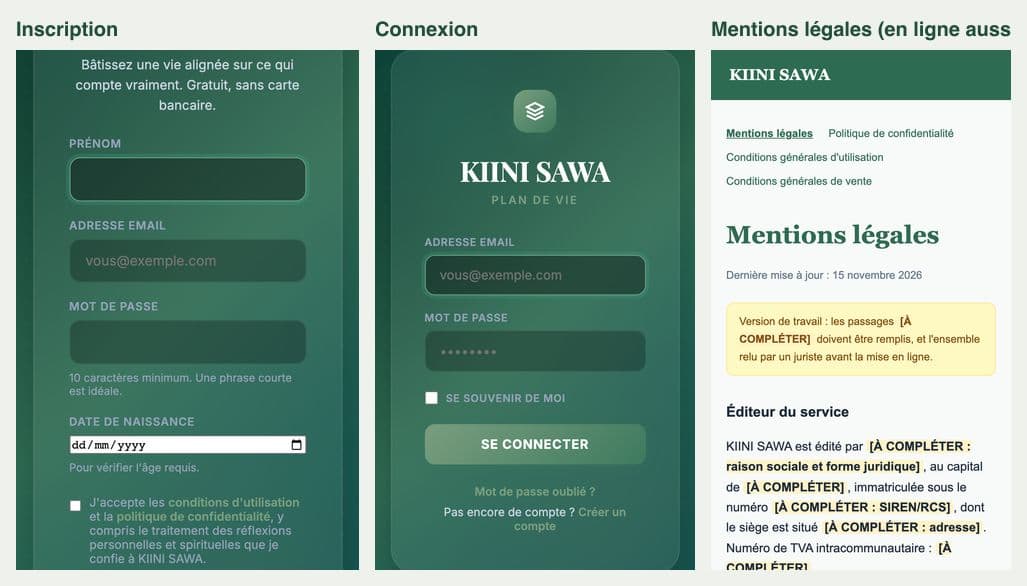 Inscription
Bâtissez une vie alignée sur ce qui
compte vraiment. Gratuit, sans carte
bancaire.
PRÉNOM
ADRESSE EMAIL
vous@exemple.com
MOT DE PASSE
10 caractères minimum. Une phrase courte
est idéale.
DATE DE NAISSANCE
dd/mm/yyyy
Pour vérifier l'âge requis.
J'accepte les conditions d'utilisation
et la politique de confidentialité, y
compris le traitement des réflexions
personnelles et spirituelles que je
confie à KIINI SAWA.
Connexion
KIINI SAWA
PLAN DE VIE
ADRESSE EMAIL
vous@exemple.com
MOT DE PASSE
••••••••
SE SOUVENIR DE MOI
SE CONNECTER
Mot de passe oublié ?
Pas encore de compte ? Créer un
compte
Mentions légales (en ligne auss
KIINI SAWA
Mentions légales Politique de confidentialité
Conditions générales d'utilisation
Conditions générales de vente
Mentions légales
Dernière mise à jour : 15 novembre 2026
Version de travail : les passages [À
COMPLÉTER] doivent être remplis, et l'ensemble
relu par un juriste avant la mise en ligne.
Éditeur du service
KIINI SAWA est édité par [À COMPLÉTER :
raison sociale et forme juridique] , au capital
de [À COMPLÉTER] , immatriculée sous le
numéro [À COMPLÉTER : SIREN/RCS] , dont
le siège est situé [À COMPLÉTER : adresse] .
Numéro de TVA intracommunautaire : [À
COMPLÉTER]